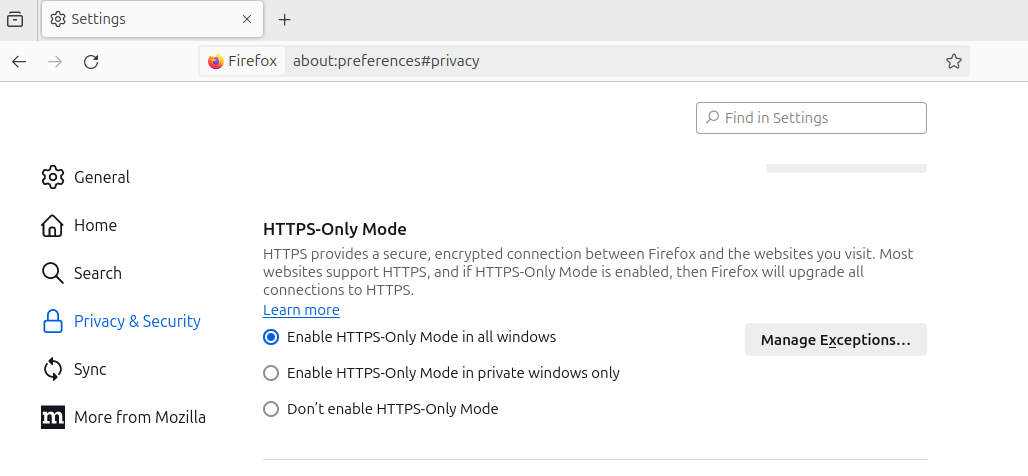 Settings
Firefox about:preferences#privacy
Find in Settings
General
Home
Search
Privacy & Security
Sync
More from Mozilla
HTTPS-Only Mode
HTTPS provides a secure, encrypted connection between Firefox and the websites you visit. Most
websites support HTTPS, and if HTTPS-Only Mode is enabled, then Firefox will upgrade all
connections to HTTPS.
Learn more
Enable HTTPS-Only Mode in all windows
Manage Exceptions…
Enable HTTPS-Only Mode in private windows only
Don’t enable HTTPS-Only Mode